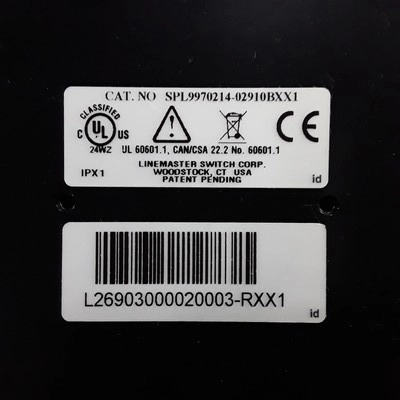 CAT. NO SPL9970214-02910BXX1
CLASSIFIED
C UL US
24WZ
CE
UL 60601.1, CAN/CSA 22.2 No. 60601.1
LINEMASTER SWITCH CORP.
WOODSTOCK, CT USA
IPX1 PATENT PENDING
id
L26903000020003-RXX1
id